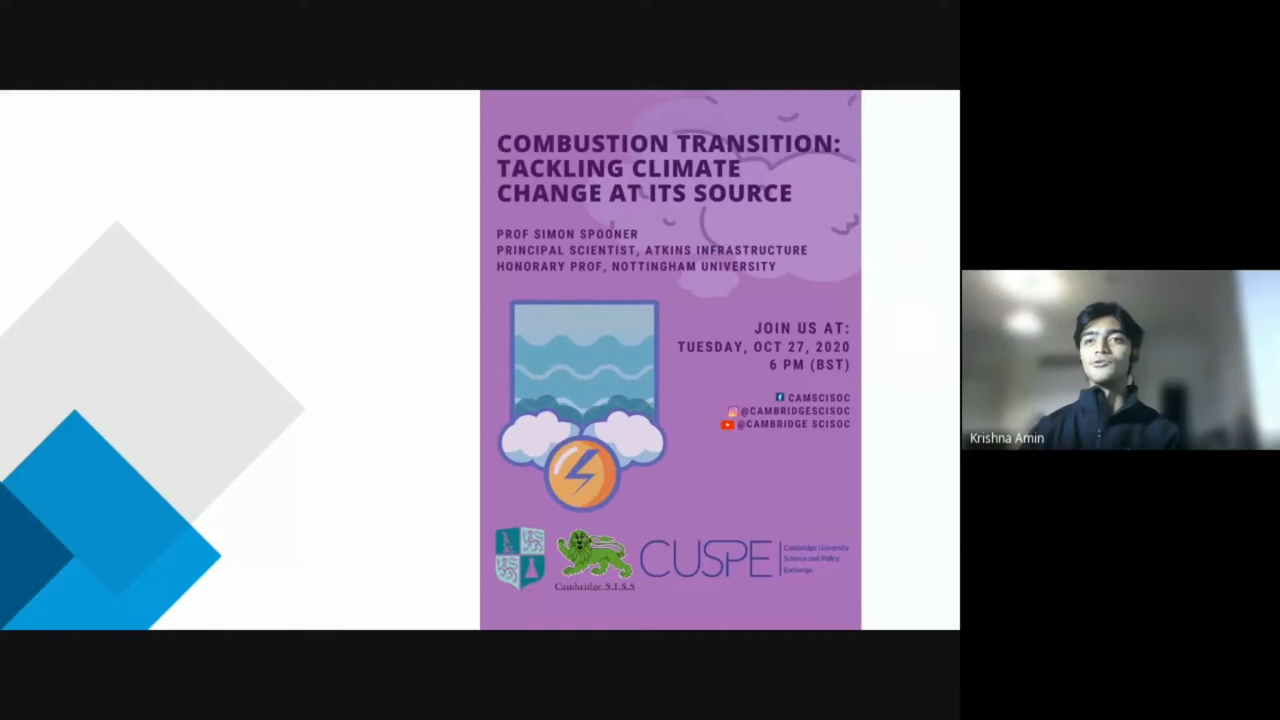 COMBUSTION TRANSITION:
TACKLING CLIMATE
CHANGE AT ITS SOURCE
PROF SIMON SPOONER
PRINCIPAL SCIENTIST, ATKINS INFRASTRUCTURE
HONORARY PROF, NOTTINGHAM UNIVERSITY
JOIN US AT:
TUESDAY, OCT 27, 2020
6 PM (BST)
CAMSCISOC
@CAMBRIDGESCISOC
@CAMBRIDGE SCISOC
Cambridge S.I.S.S
CUSPE
Cambridge University
Science and Policy
Exchange
Krishna Amin